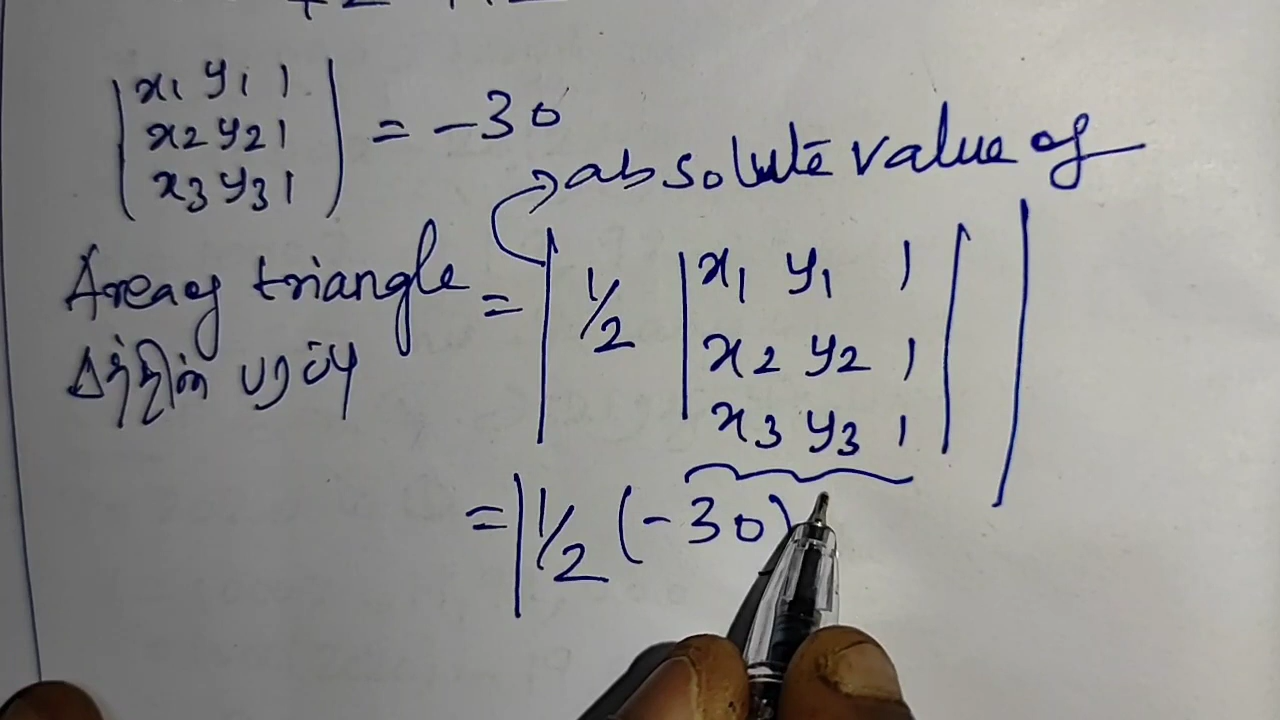 | x1 y1 1 |
| x2 y2 1 | = -30
| x3 y3 1 |
absolute value of
Area of triangle = | 1/2 | x1 y1 1 | |
x2 y2 1
x3 y3 1
= | 1/2 (-30)